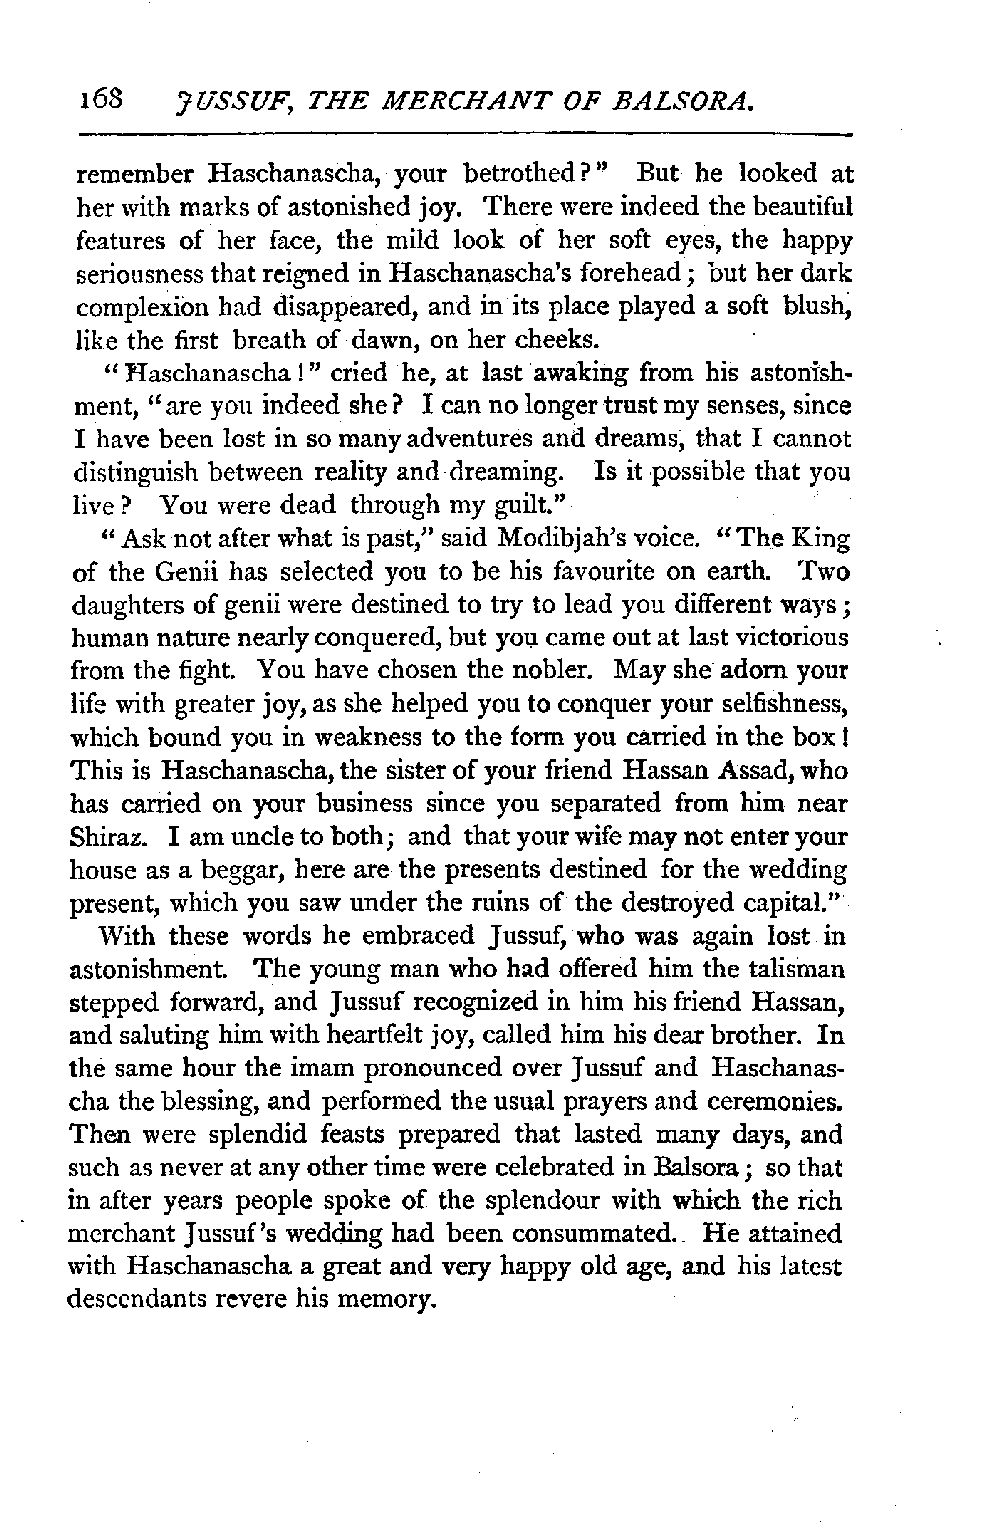 168 JUSSUF, THE MERCHANT OF BALSORA.
remember Haschanascha, your betrothed?" But he looked at
her with marks of astonished joy. There were indeed the beautiful
features of her face, the mild look of her soft eyes, the happy
seriousness that reigned in Haschanascha's forehead; but her dark
complexion had disappeared, and in its place played a soft blush,
like the first breath of dawn, on her cheeks.
"Haschanascha!" cried he, at last awaking from his astonish-
ment, "are you indeed she? I can no longer trust my senses, since
I have been lost in so many adventures and dreams, that I cannot
distinguish between reality and dreaming. Is it possible that you
live? You were dead through my guilt."
"Ask not after what is past," said Modibjah's voice. "The King
of the Genii has selected you to be his favourite on earth. Two
daughters of genii were destined to try to lead you different ways;
human nature nearly conquered, but you came out at last victorious
from the fight. You have chosen the nobler. May she adorn your
life with greater joy, as she helped you to conquer your selfishness,
which bound you in weakness to the form you carried in the box!
This is Haschanascha, the sister of your friend Hassan Assad, who
has carried on your business since you separated from him near
Shiraz. I am uncle to both; and that your wife may not enter your
house as a beggar, here are the presents destined for the wedding
present, which you saw under the ruins of the destroyed capital."
With these words he embraced Jussuf, who was again lost in
astonishment. The young man who had offered him the talisman
stepped forward, and Jussuf recognized in him his friend Hassan,
and saluting him with heartfelt joy, called him his dear brother. In
the same hour the imam pronounced over Jussuf and Haschanas-
cha the blessing, and performed the usual prayers and ceremonies.
Then were splendid feasts prepared that lasted many days, and
such as never at any other time were celebrated in Balsora; so that
in after years people spoke of the splendour with which the rich
merchant Jussuf's wedding had been consummated. He attained
with Haschanascha a great and very happy old age, and his latest
descendants revere his memory.